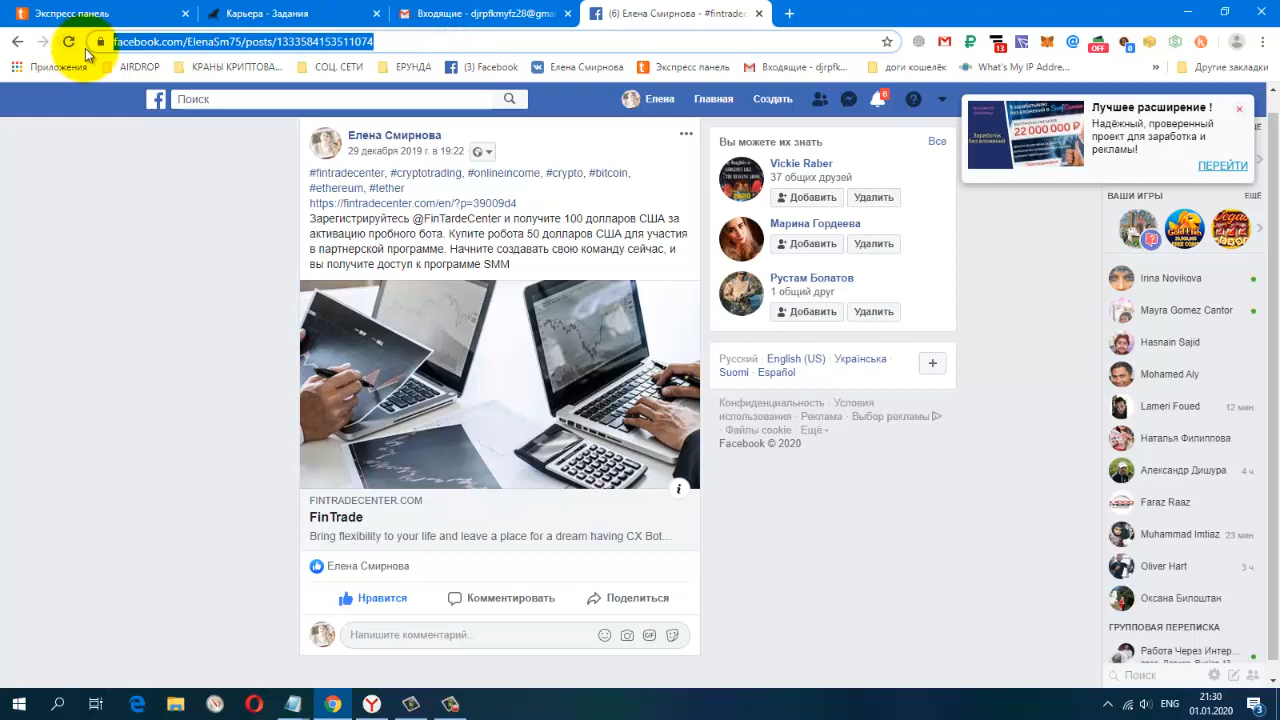 Экспресс панель
Карьера - Задания
Входящие - djrpfkmyfz28@gma
(6) Елена Смирнова - #fintradec
facebook.com/ElenaSm75/posts/1333584153511074
13
OFF
0
Приложения
AIRDROP
КРАНЫ КРИПТОВА...
СОЦ. СЕТИ
ЕРУНДА
(3) Facebook
Елена Смирнова
Экспресс панель
Входящие - djrpfk...
доги кошелёк
What's My IP Addre...
»
Другие закладки
Поиск
Елена
Главная
Создать
6
Лучшее расширение !
Надёжный, проверенный
проект для заработка и
рекламы!
ПЕРЕЙТИ
22 000 000 ₽
Елена Смирнова
29 декабря 2019 г. в 19:22
#fintradecenter, #cryptotrading, #onlineincome, #crypto, #bitcoin,
#ethereum, #tether
https://fintradecenter.com/en/?p=39009d4
Зарегистрируйтесь @FinTardeCenter и получите 100 долларов США за
активацию пробного бота. Купите робота 50 долларов США для участия
в партнерской программе. Начните создавать свою команду сейчас, и
вы получите доступ к программе SMM
FINTRADECENTER.COM
FinTrade
Bring flexibility to your life and leave a place for a dream having CX Bot...
Елена Смирнова
Нравится
Комментировать
Поделиться
Напишите комментарий...
GIF
Вы можете их знать
Все
Vickie Raber
37 общих друзей
Добавить
Удалить
Марина Гордеева
Добавить
Удалить
Рустам Болатов
1 общий друг
Добавить
Удалить
Русский · English (US) · Українська ·
Suomi · Español
Конфиденциальность · Условия
использования · Реклама · Выбор рекламы
· Файлы cookie · Ещё
Facebook © 2020
ВАШИ ИГРЫ
ЕЩЁ
Irina Novikova
Mayra Gomez Cantor
Hasnain Sajid
Mohamed Aly
Lameri Foued
12 мин.
Наталья Филиппова
Александр Дишура
4 ч.
Faraz Raaz
Muhammad Imtiaz
23 мин.
Oliver Hart
3 ч.
Оксана Билоштан
ГРУППОВАЯ ПЕРЕПИСКА
Работа Через Интер...
Поиск
ENG
21:30
01.01.2020
3